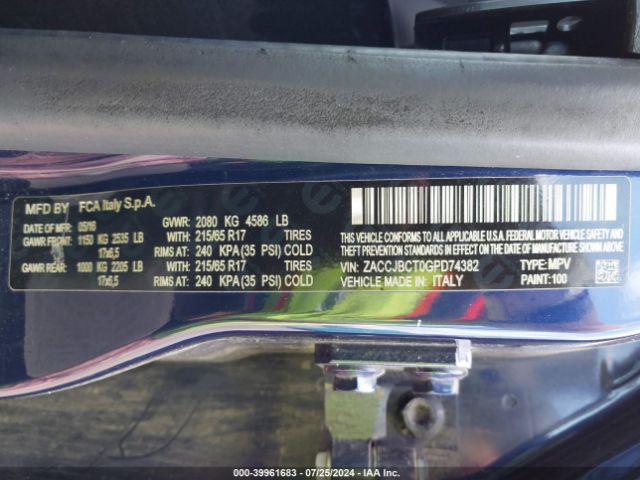 MFD BY FCA Italy S.p.A.
DATE OF MFR: 05/16 GVWR: 2080 KG 4586 LB
GAWR FRONT: 1150 KG 2535 LB WITH 215/65 R17 TIRES
17x6,5 RIMS AT: 240 KPA(35 PSI) COLD
GAWR REAR: 1000 KG 2205 LB WITH 215/65 R17 TIRES
17x6,5 RIMS AT: 240 KPA(35 PSI) COLD
THIS VEHICLE CONFORMS TO ALL APPLICABLE U.S.A. FEDERAL MOTOR VEHICLE
SAFETY, BUMPER, AND THEFT PREVENTION STANDARDS IN EFFECT ON THE DATE OF
MANUFACTURE SHOWN ABOVE.
VIN: ZACCJBCT0GPD74382 TYPE: MPV
VEHICLE MADE IN: ITALY PAINT: 100
000-39961683 - 07/25/2024 - IAA Inc.